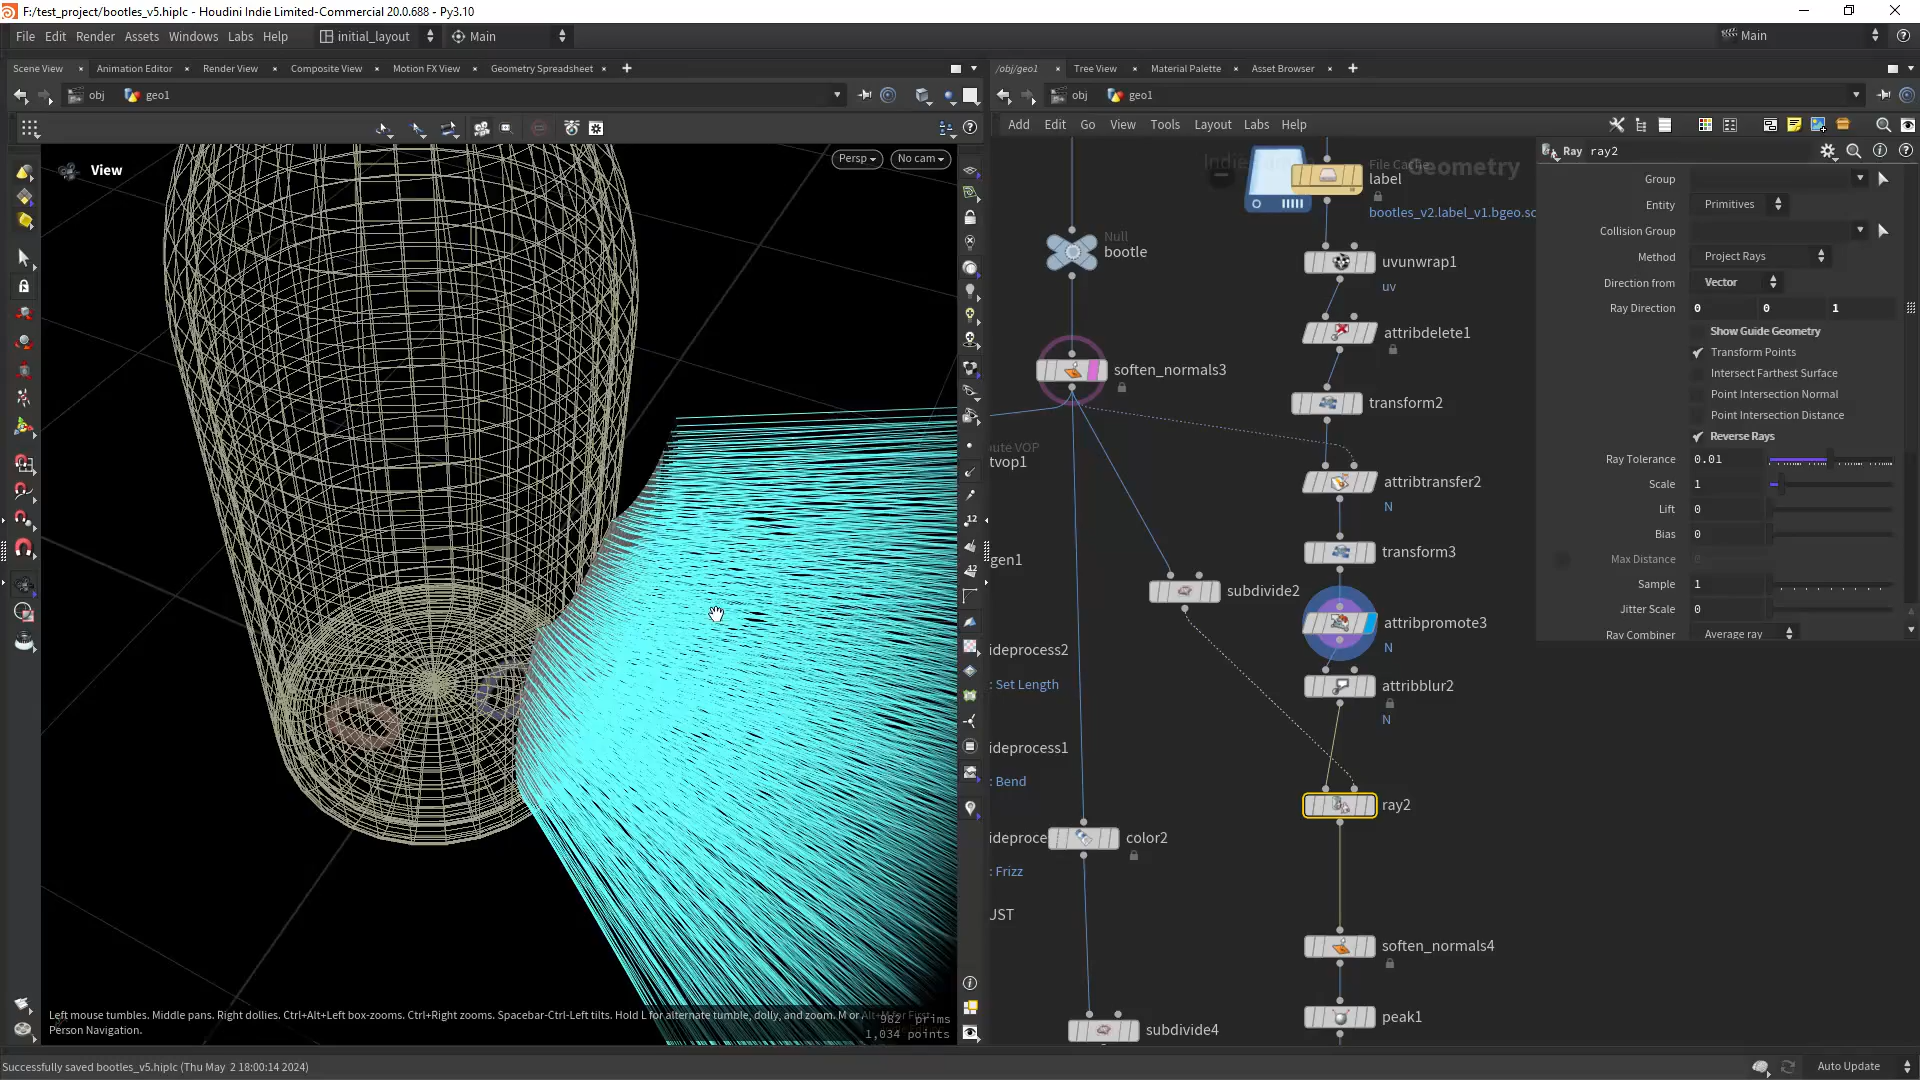 F:/test_project/bootles_v5.hiplc - Houdini Indie Limited-Commercial 20.0.688 - Py3.10
File Edit Render Assets Windows Labs Help initial_layout Main Main
Scene View Animation Editor Render View Composite View Motion FX View Geometry Spreadsheet
/obj/geo1 Tree View Material Palette Asset Browser
obj geo1
obj geo1
Add Edit Go View Tools Layout Labs Help
View
Persp No cam
Geometry
File Cache
label
bootles_v2.label_v1.bgeo.sc
Null
bootle
uvunwrap1
uv
attribdelete1
soften_normals3
transform2
ute VOP
tvop1
attribtransfer2
N
gen1
transform3
subdivide2
attribpromote3
N
ideprocess2
: Set Length
attribblur2
N
ideprocess1
: Bend
ray2
ideproce
color2
: Frizz
JST
soften_normals4
peak1
subdivide4
Ray ray2
Group
Entity Primitives
Collision Group
Method Project Rays
Direction from Vector
Ray Direction 0 0 1
Show Guide Geometry
Transform Points
Intersect Farthest Surface
Point Intersection Normal
Point Intersection Distance
Reverse Rays
Ray Tolerance 0.01
Scale 1
Lift 0
Bias 0
Max Distance 0
Sample 1
Jitter Scale 0
Ray Combiner Average ray
12
12
Left mouse tumbles. Middle pans. Right dollies. Ctrl+Alt+Left box-zooms. Ctrl+Right zooms. Spacebar-Ctrl-Left tilts. Hold L for alternate tumble, dolly, and zoom. M or Alt+M for First Person Navigation.
982 prims
1,034 points
Successfully saved bootles_v5.hiplc (Thu May 2 18:00:14 2024)
Auto Update